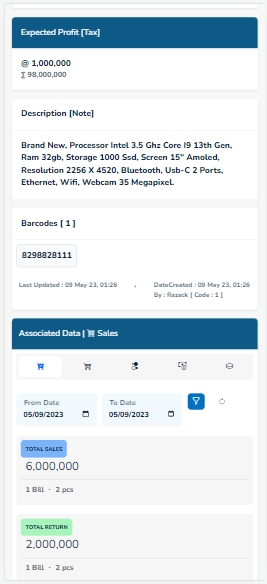 Expected Profit [Tax]
@ 1,000,000
∑ 98,000,000
Description [Note]
Brand New, Processor Intel 3.5 Ghz Core I9 13th Gen,
Ram 32gb, Storage 1000 Ssd, Screen 15" Amoled,
Resolution 2256 X 4520, Bluetooth, Usb-C 2 Ports,
Ethernet, Wifi, Webcam 35 Megapixel.
Barcodes [ 1 ]
8298828111
Last Updated : 09 May 23, 01:26 - DateCreated : 09 May 23, 01:26
By : Razack [ Code : 1 ]
Associated Data | Sales
From Date To Date
05/09/2023 05/09/2023
TOTAL SALES
6,000,000
1 Bill · 2 pcs
TOTAL RETURN
2,000,000
1 Bill · 2 pcs